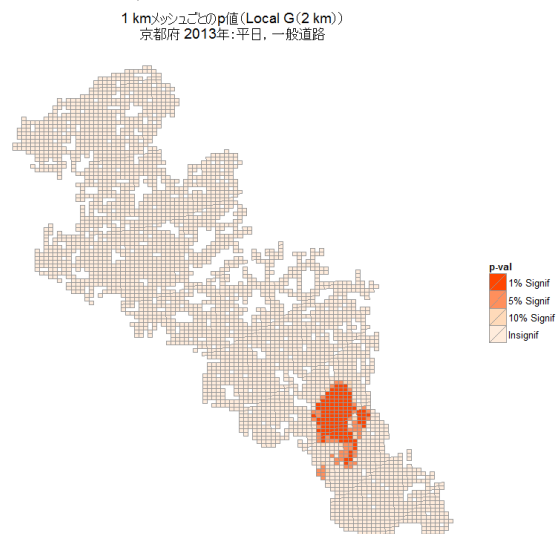 1 kmメッシュごとのp値（Local G（2 km））
京都府 2013年：平日，一般道路
p-val
1% Signif
5% Signif
10% Signif
Insignif